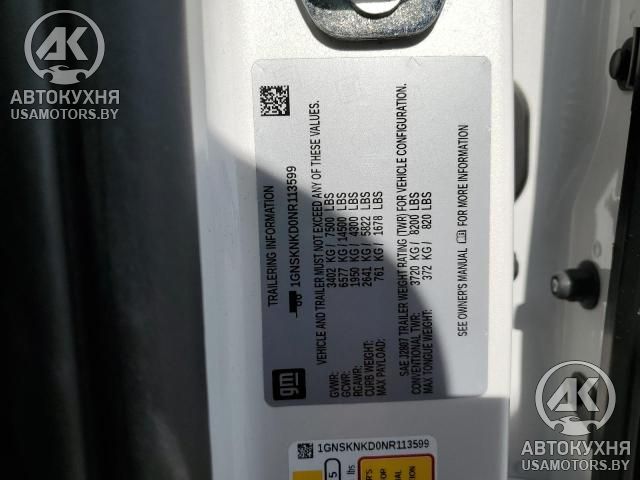 АК
АВТОКУХНЯ
USAMOTORS.BY
TRAILERING INFORMATION
1GNSKNKD0NR113599
VEHICLE AND TRAILER MUST NOT EXCEED ANY OF THESE VALUES.
GVWR: 3402 KG / 7500 LBS
GCWR: 6577 KG / 14500 LBS
RGAWR: 1950 KG / 4300 LBS
CURB WEIGHT: 2641 KG / 5822 LBS
MAX PAYLOAD: 761 KG / 1678 LBS
SAE J2807 TRAILER WEIGHT RATING (TWR) FOR VEHICLE CONFIGURATION.
CONVENTIONAL TWR: 3720 KG / 8200 LBS
MAX TONGUE WEIGHT: 372 KG / 820 LBS
SEE OWNER'S MANUAL FOR MORE INFORMATION
gm
1GNSKNKD0NR113599
5
lbs
АК
АВТОКУХНЯ
USAMOTORS.BY